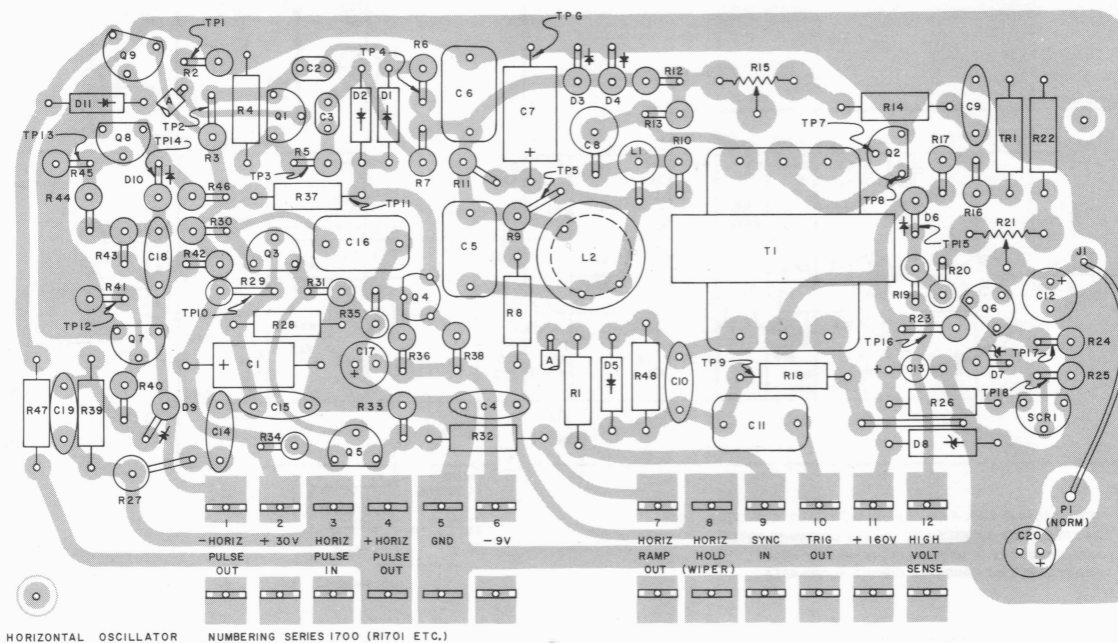 TP1
Q9
R2
TP4
R6
TPG
R15
C2
C6
C7
D3
D4
R12
D11
A
R4
D2
D1
R14
C9
TP13
Q8
TP2
Q1
C3
R13
TP7
TR1
R22
TP14
R3
R5
C8
Q2
R17
R45
TP3
R7
L1
R10
D10
R11
TP5
TP8
R44
R46
R37
TP11
R16
R30
R9
D6
R21
R43
C18
R42
Q3
C16
C5
L2
T1
TP15
J1
R41
R29
R31
Q4
R19
R20
C12
TP12
TP10
R35
R8
Q6
Q7
R28
C17
R36
R38
R23
TP16
TP17
R24
C1
A
TP9
C13
D7
R40
R1
D5
R48
C10
R18
TP18
R25
R47
C19
R39
D9
C14
C15
R33
C4
R26
SCR1
R34
Q5
R32
C11
D8
R27
P1
(NORM)
1 2 3 4 5 6 7 8 9 10 11 12
-HORIZ PULSE OUT
+ 30V
HORIZ PULSE IN
+HORIZ PULSE OUT
GND
-9V
HORIZ RAMP OUT
HORIZ HOLD (WIPER)
SYNC IN
TRIG OUT
+ 160V
HIGH VOLT SENSE
C20
HORIZONTAL OSCILLATOR NUMBERING SERIES 1700 (R1701 ETC.)